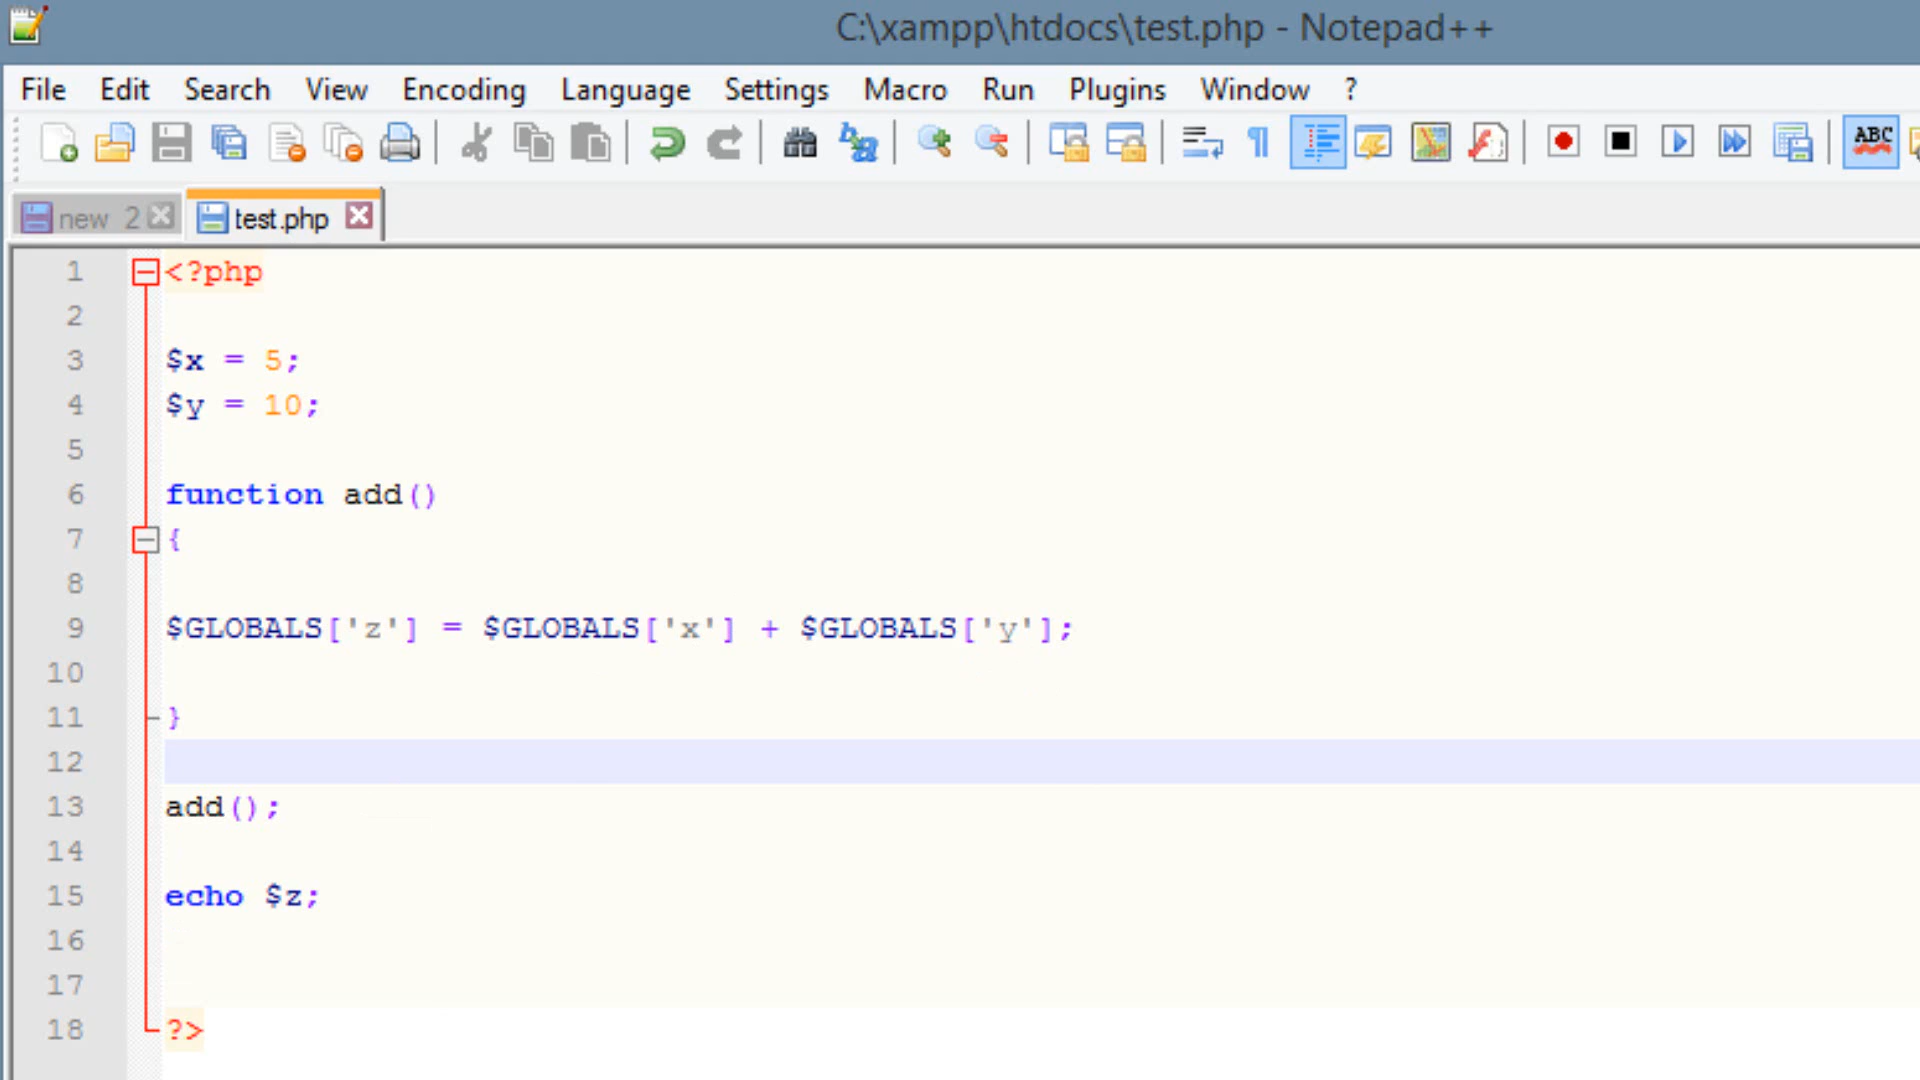 C:\xampp\htdocs\test.php - Notepad++
File Edit Search View Encoding Language Settings Macro Run Plugins Window ?
ABC
new 2 test.php
1 <?php
2
3 $x = 5;
4 $y = 10;
5
6 function add()
7 {
8
9 $GLOBALS['z'] = $GLOBALS['x'] + $GLOBALS['y'];
10
11 }
12
13 add();
14
15 echo $z;
16
17
18 ?>